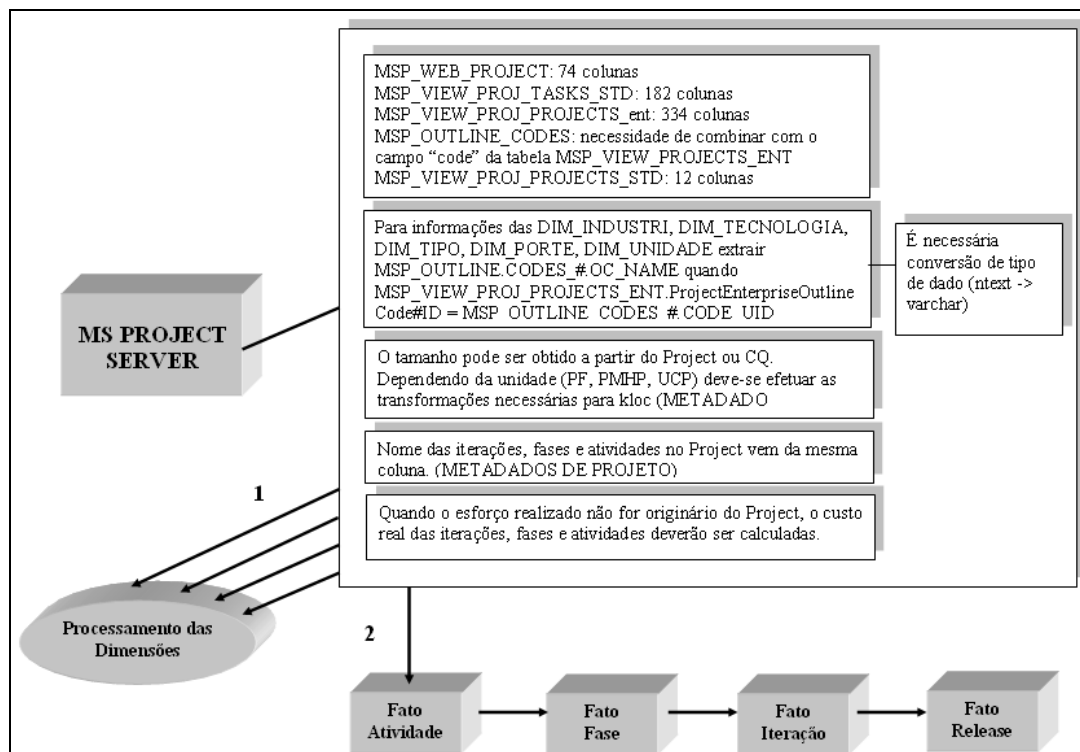 MSP_WEB_PROJECT: 74 colunas
MSP_VIEW_PROJ_TASKS_STD: 182 colunas
MSP_VIEW_PROJ_PROJECTS_ent: 334 colunas
MSP_OUTLINE_CODES: necessidade de combinar com o
campo “code” da tabela MSP_VIEW_PROJECTS_ENT
MSP_VIEW_PROJ_PROJECTS_STD: 12 colunas
Para informações das DIM_INDUSTRI, DIM_TECNOLOGIA,
DIM_TIPO, DIM_PORTE, DIM_UNIDADE extrair
MSP_OUTLINE.CODES_#.OC_NAME quando
MSP_VIEW_PROJ_PROJECTS_ENT.ProjectEnterpriseOutline
Code#ID = MSP_OUTLINE_CODES_#.CODE_UID
É necessária
conversão de tipo
de dado (ntext ->
varchar)
MS PROJECT
SERVER
O tamanho pode ser obtido a partir do Project ou CQ.
Dependendo da unidade (PF, PMHP, UCP) deve-se efetuar as
transformações necessárias para kloc (METADADO
Nome das iterações, fases e atividades no Project vem da mesma
coluna. (METADADOS DE PROJETO)
Quando o esforço realizado não for originário do Project, o custo
real das iterações, fases e atividades deverão ser calculadas.
1
Processamento das
Dimensões
2
Fato
Atividade
Fato
Fase
Fato
Iteração
Fato
Release